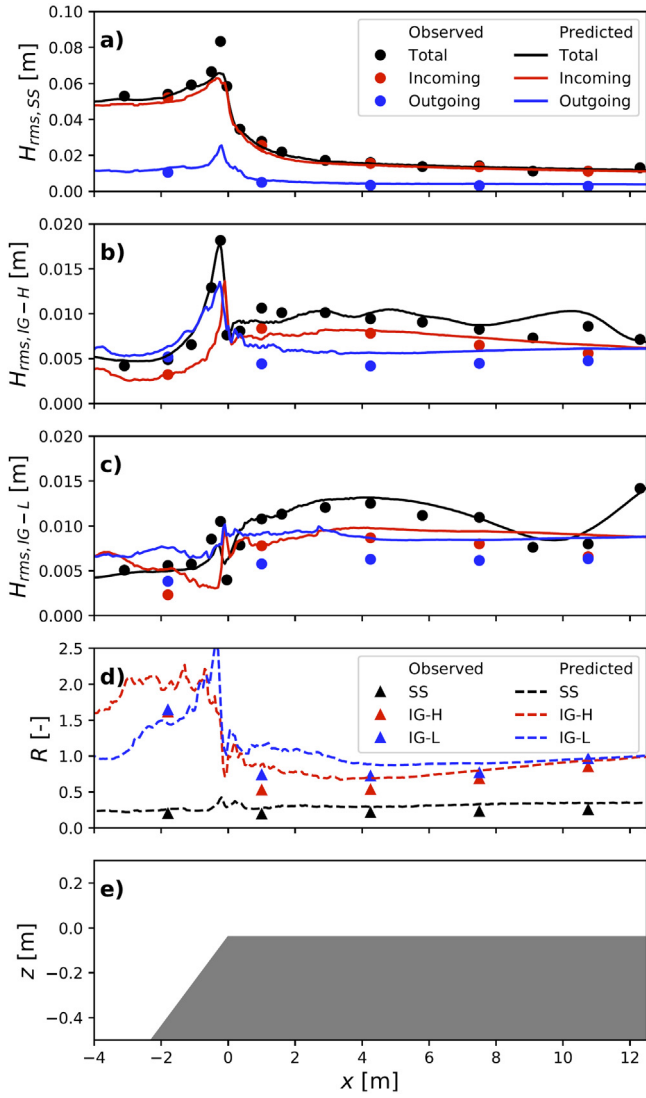 a)
H_rms,SS [m]
0.10
0.08
0.06
0.04
0.02
0.00
Observed Predicted
Total Total
Incoming Incoming
Outgoing Outgoing
b)
H_rms,IG−H [m]
0.020
0.015
0.010
0.005
0.000
c)
H_rms,IG−L [m]
0.020
0.015
0.010
0.005
0.000
d)
R [-]
2.5
2.0
1.5
1.0
0.5
0.0
Observed Predicted
SS SS
IG-H IG-H
IG-L IG-L
e)
z [m]
0.2
0.0
−0.2
−0.4
−4 −2 0 2 4 6 8 10 12
x [m]